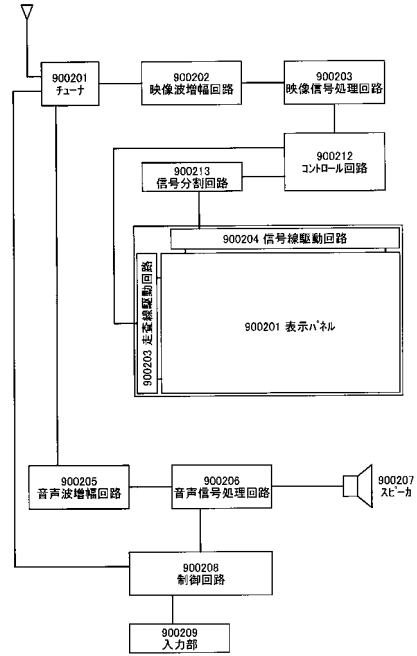 900201
チューナ
900202
映像波増幅回路
900203
映像信号処理回路
900212
コントロール回路
900213
信号分割回路
900204 信号線駆動回路
900203 走査線駆動回路
900201 表示パネル
900205
音声波増幅回路
900206
音声信号処理回路
900207
スピーカ
900208
制御回路
900209
入力部